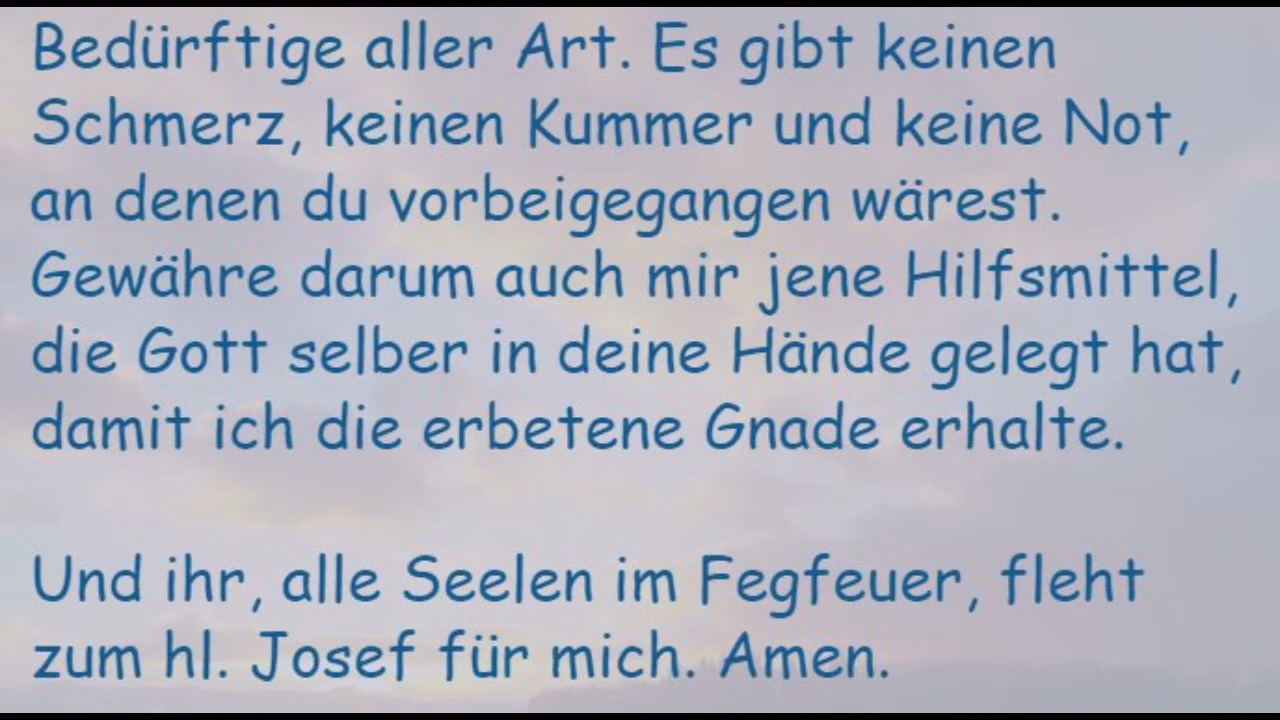 Bedürftige aller Art. Es gibt keinen
Schmerz, keinen Kummer und keine Not,
an denen du vorbeigegangen wärest.
Gewähre darum auch mir jene Hilfsmittel,
die Gott selber in deine Hände gelegt hat,
damit ich die erbetene Gnade erhalte.
Und ihr, alle Seelen im Fegfeuer, fleht
zum hl. Josef für mich. Amen.